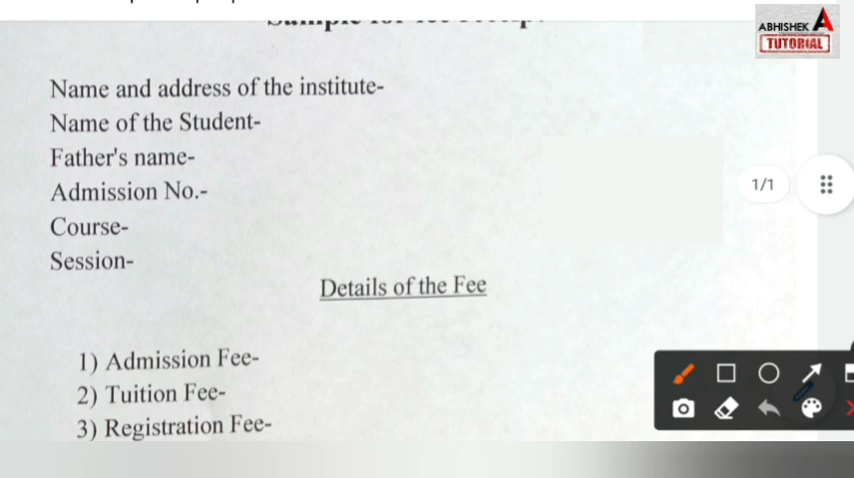 ABHISHEK A
TUTORIAL
Name and address of the institute-
Name of the Student-
Father's name-
Admission No.-
1/1
Course-
Session-
Details of the Fee
1) Admission Fee-
2) Tuition Fee-
3) Registration Fee-